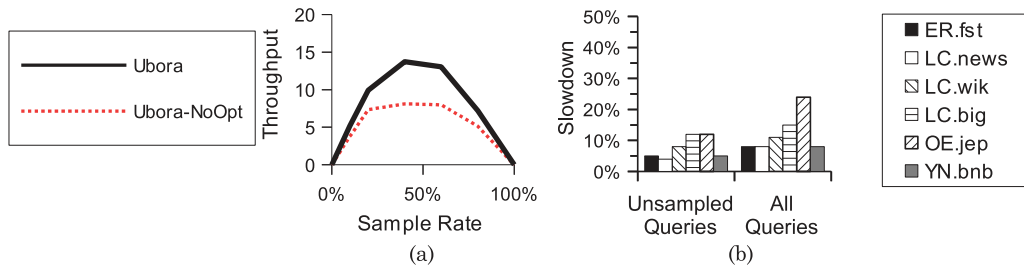 Ubora
Ubora-NoOpt
Throughput
20
15
10
5
0
0%
50%
100%
Sample Rate
(a)
Slowdown
50%
40%
30%
20%
10%
0%
Unsampled
Queries
All
Queries
(b)
ER.fst
LC.news
LC.wik
LC.big
OE.jep
YN.bnb